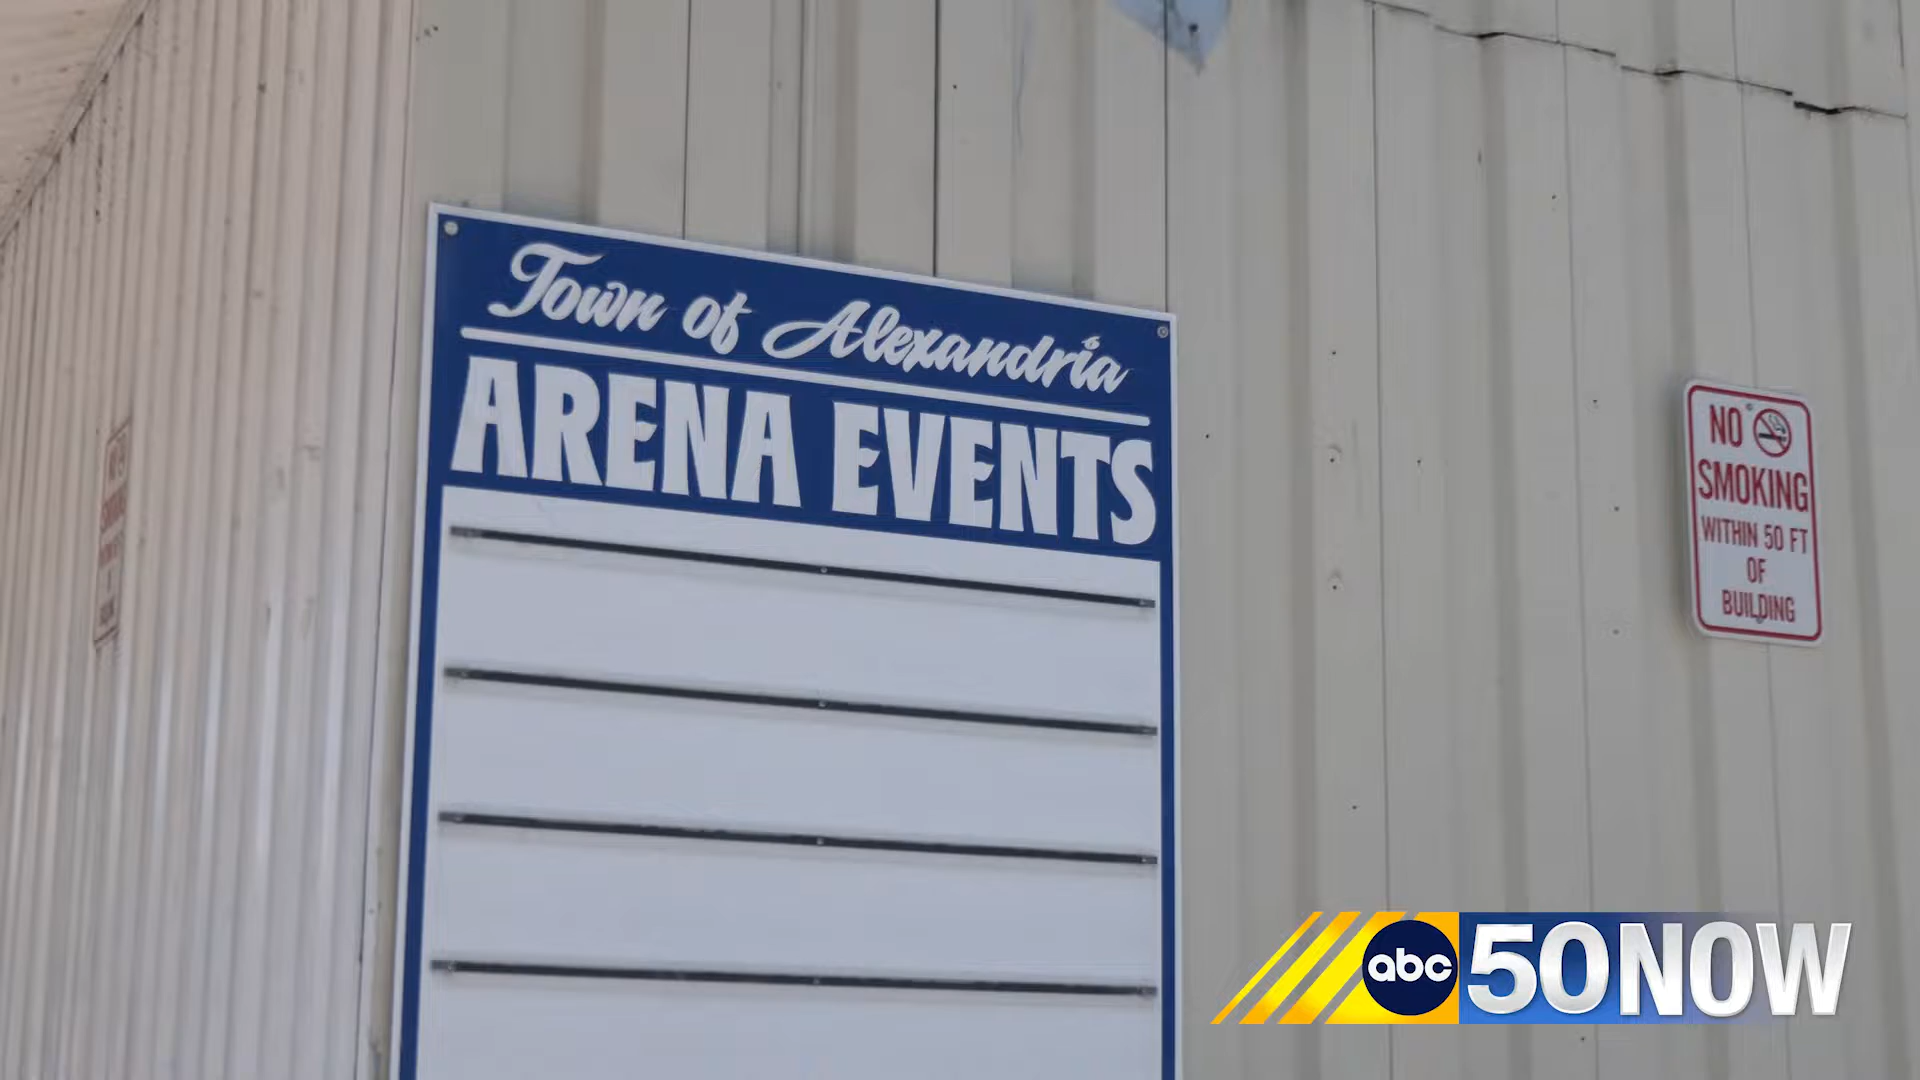 Town of Alexandria
ARENA EVENTS
NO
SMOKING
WITHIN 50 FT
OF
BUILDING
abc 50NOW